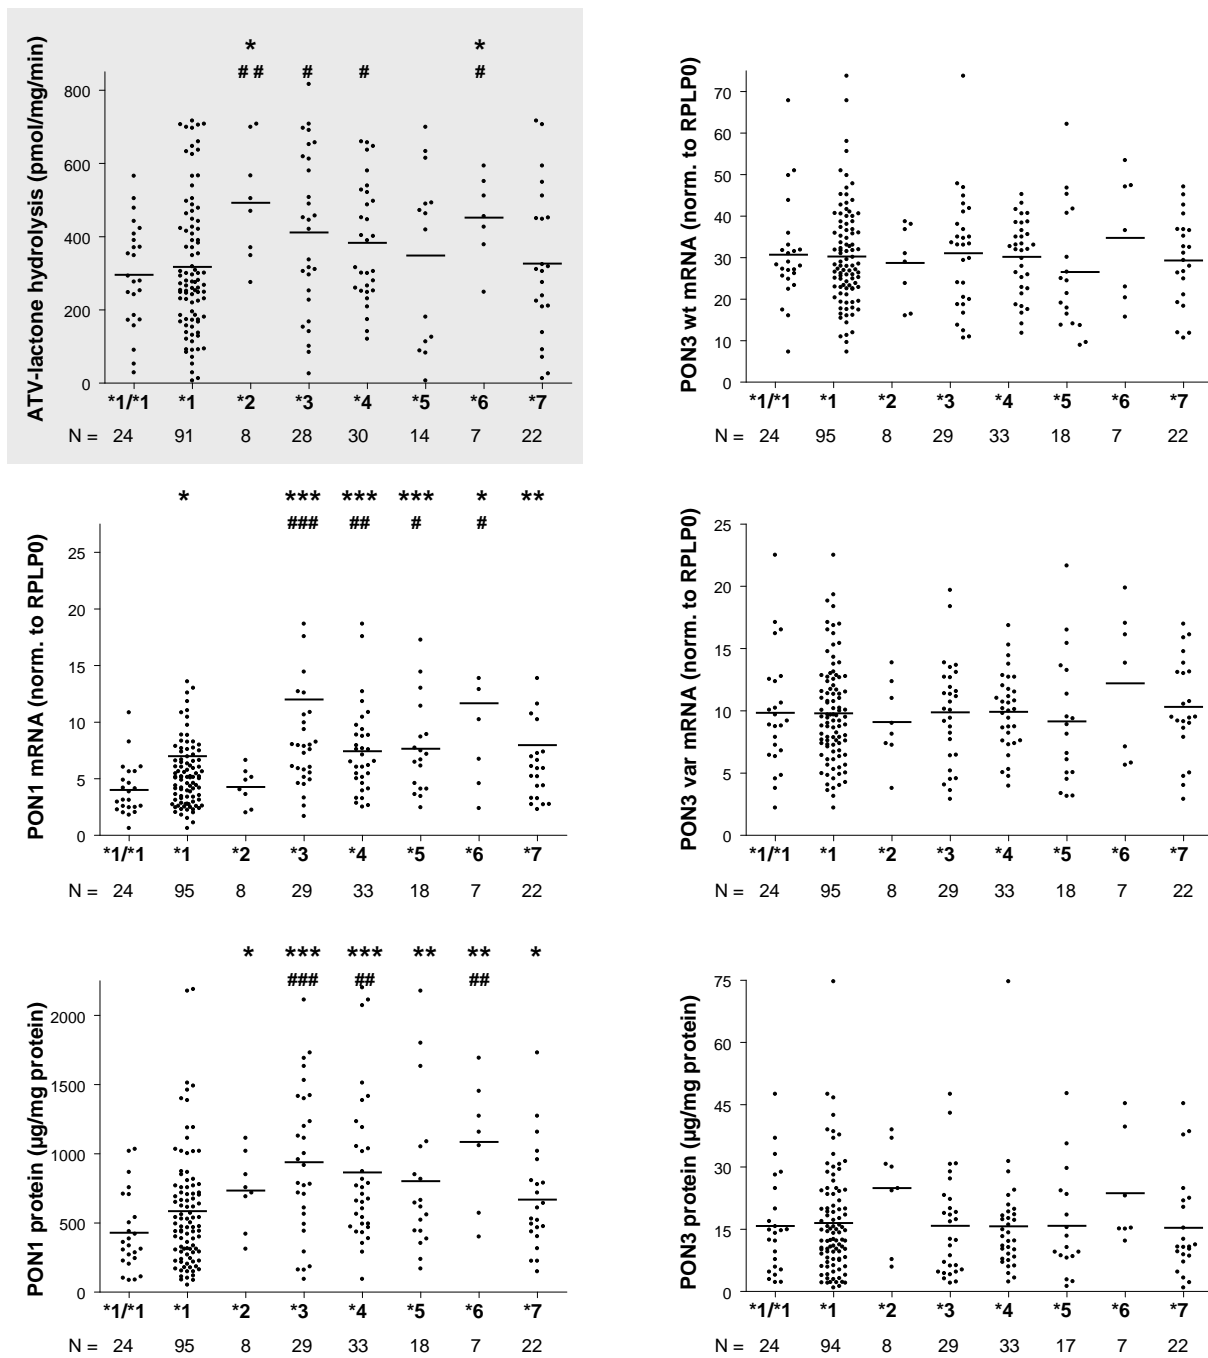 ATV-lactone hydrolysis (pmol/mg/min)
* *
## # # #
800
600
400
200
0
*1/*1 *1 *2 *3 *4 *5 *6 *7
N = 24 91 8 28 30 14 7 22
PON3 wt mRNA (norm. to RPLP0)
70
60
50
40
30
20
10
0
*1/*1 *1 *2 *3 *4 *5 *6 *7
N = 24 95 8 29 33 18 7 22
PON1 mRNA (norm. to RPLP0)
* *** *** *** * **
### ## # #
25
20
15
10
5
0
*1/*1 *1 *2 *3 *4 *5 *6 *7
N = 24 95 8 29 33 18 7 22
PON3 var mRNA (norm. to RPLP0)
25
20
15
10
5
0
*1/*1 *1 *2 *3 *4 *5 *6 *7
N = 24 95 8 29 33 18 7 22
PON1 protein (µg/mg protein)
* *** *** ** ** *
### ## ##
2000
1500
1000
500
0
*1/*1 *1 *2 *3 *4 *5 *6 *7
N = 24 95 8 29 33 18 7 22
PON3 protein (µg/mg protein)
75
60
45
30
15
0
*1/*1 *1 *2 *3 *4 *5 *6 *7
N = 24 94 8 29 33 17 7 22